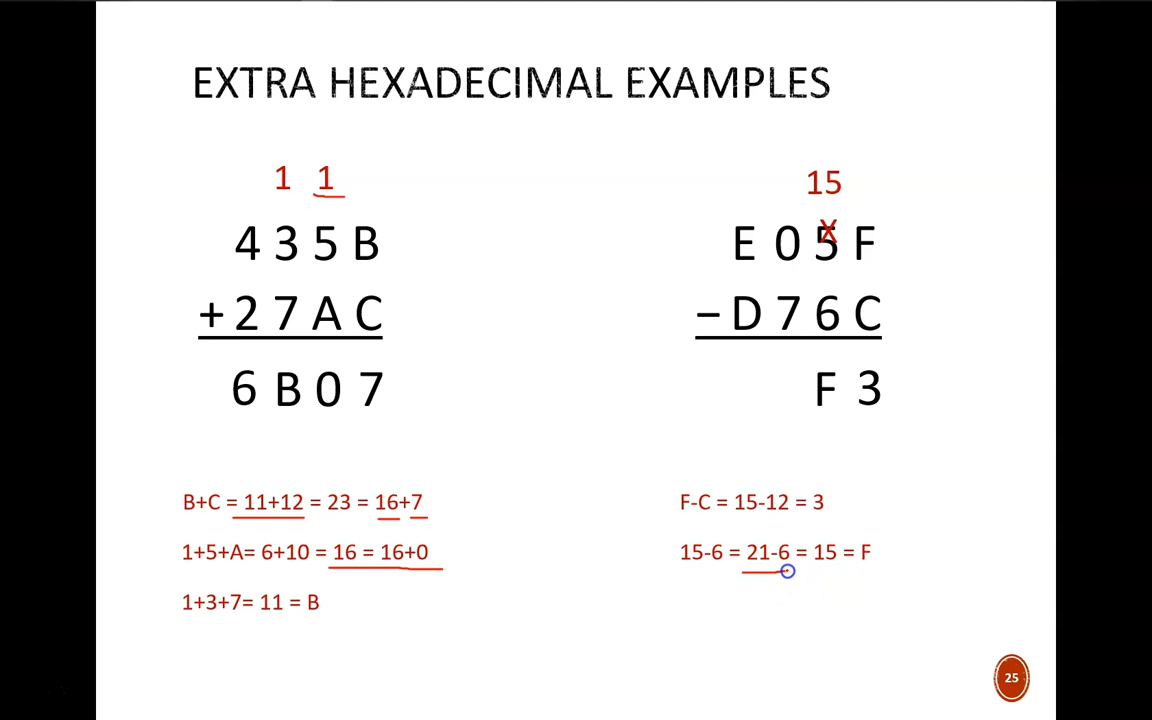 EXTRA HEXADECIMAL EXAMPLES
1 1
4 3 5 B
+ 2 7 A C
6 B 0 7
B+C = 11+12 = 23 = 16+7
1+5+A= 6+10 = 16 = 16+0
1+3+7= 11 = B
15
X
E 0 5 F
– D 7 6 C
F 3
F-C = 15-12 = 3
15-6 = 21-6 = 15 = F
25